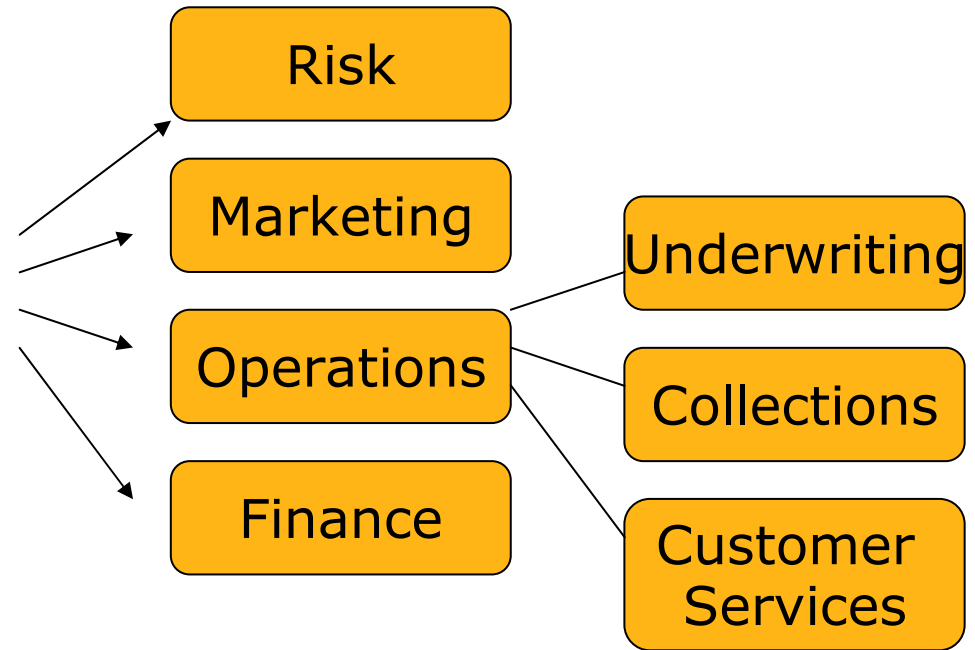 Risk
Marketing
Operations
Finance
Underwriting
Collections
Customer
Services